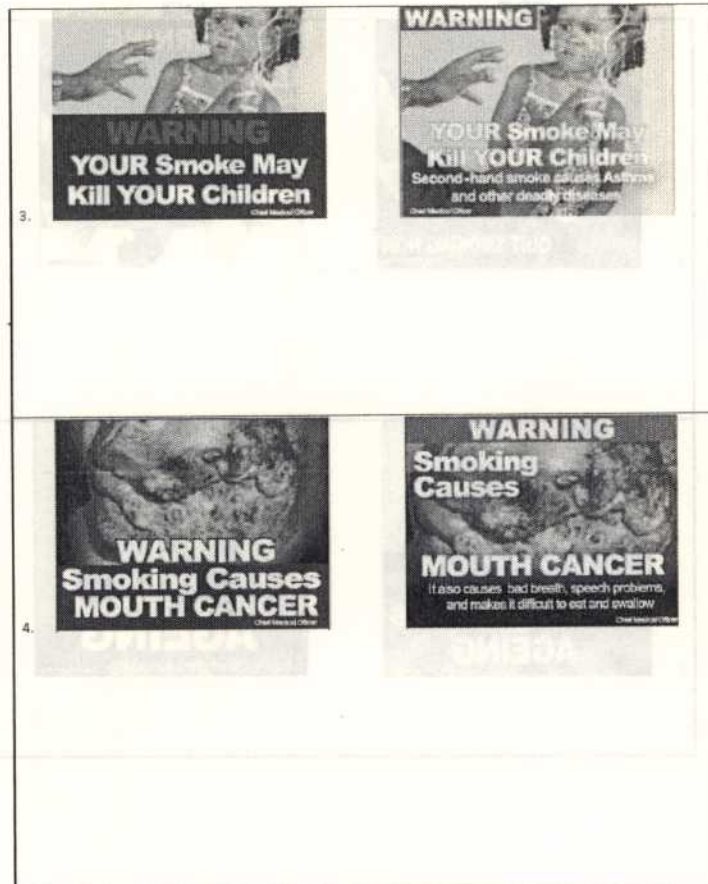 3.
WARNING
YOUR Smoke May
Kill YOUR Children
Chief Medical Officer
WARNING
YOUR Smoke May
Kill YOUR Children
Second-hand smoke causes Asthma
and other deadly diseases
Chief Medical Officer
4.
WARNING
Smoking Causes
MOUTH CANCER
Chief Medical Officer
WARNING
Smoking
Causes
MOUTH CANCER
It also causes bad breath, speech problems,
and makes it difficult to eat and swallow
Chief Medical Officer
AGEING
AGEING